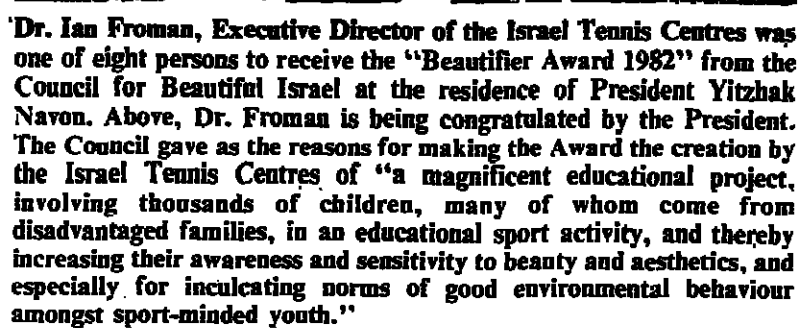 'Dr. Ian Froman, Executive Director of the Israel Tennis Centres was
one of eight persons to receive the "Beautifier Award 1982" from the
Council for Beautiful Israel at the residence of President Yitzhak
Navon. Above, Dr. Froman is being congratulated by the President.
The Council gave as the reasons for making the Award the creation by
the Israel Tennis Centres of "a magnificent educational project,
involving thousands of children, many of whom come from
disadvantaged families, in an educational sport activity, and thereby
increasing their awareness and sensitivity to beauty and aesthetics, and
especially for inculcating norms of good environmental behaviour
amongst sport-minded youth."